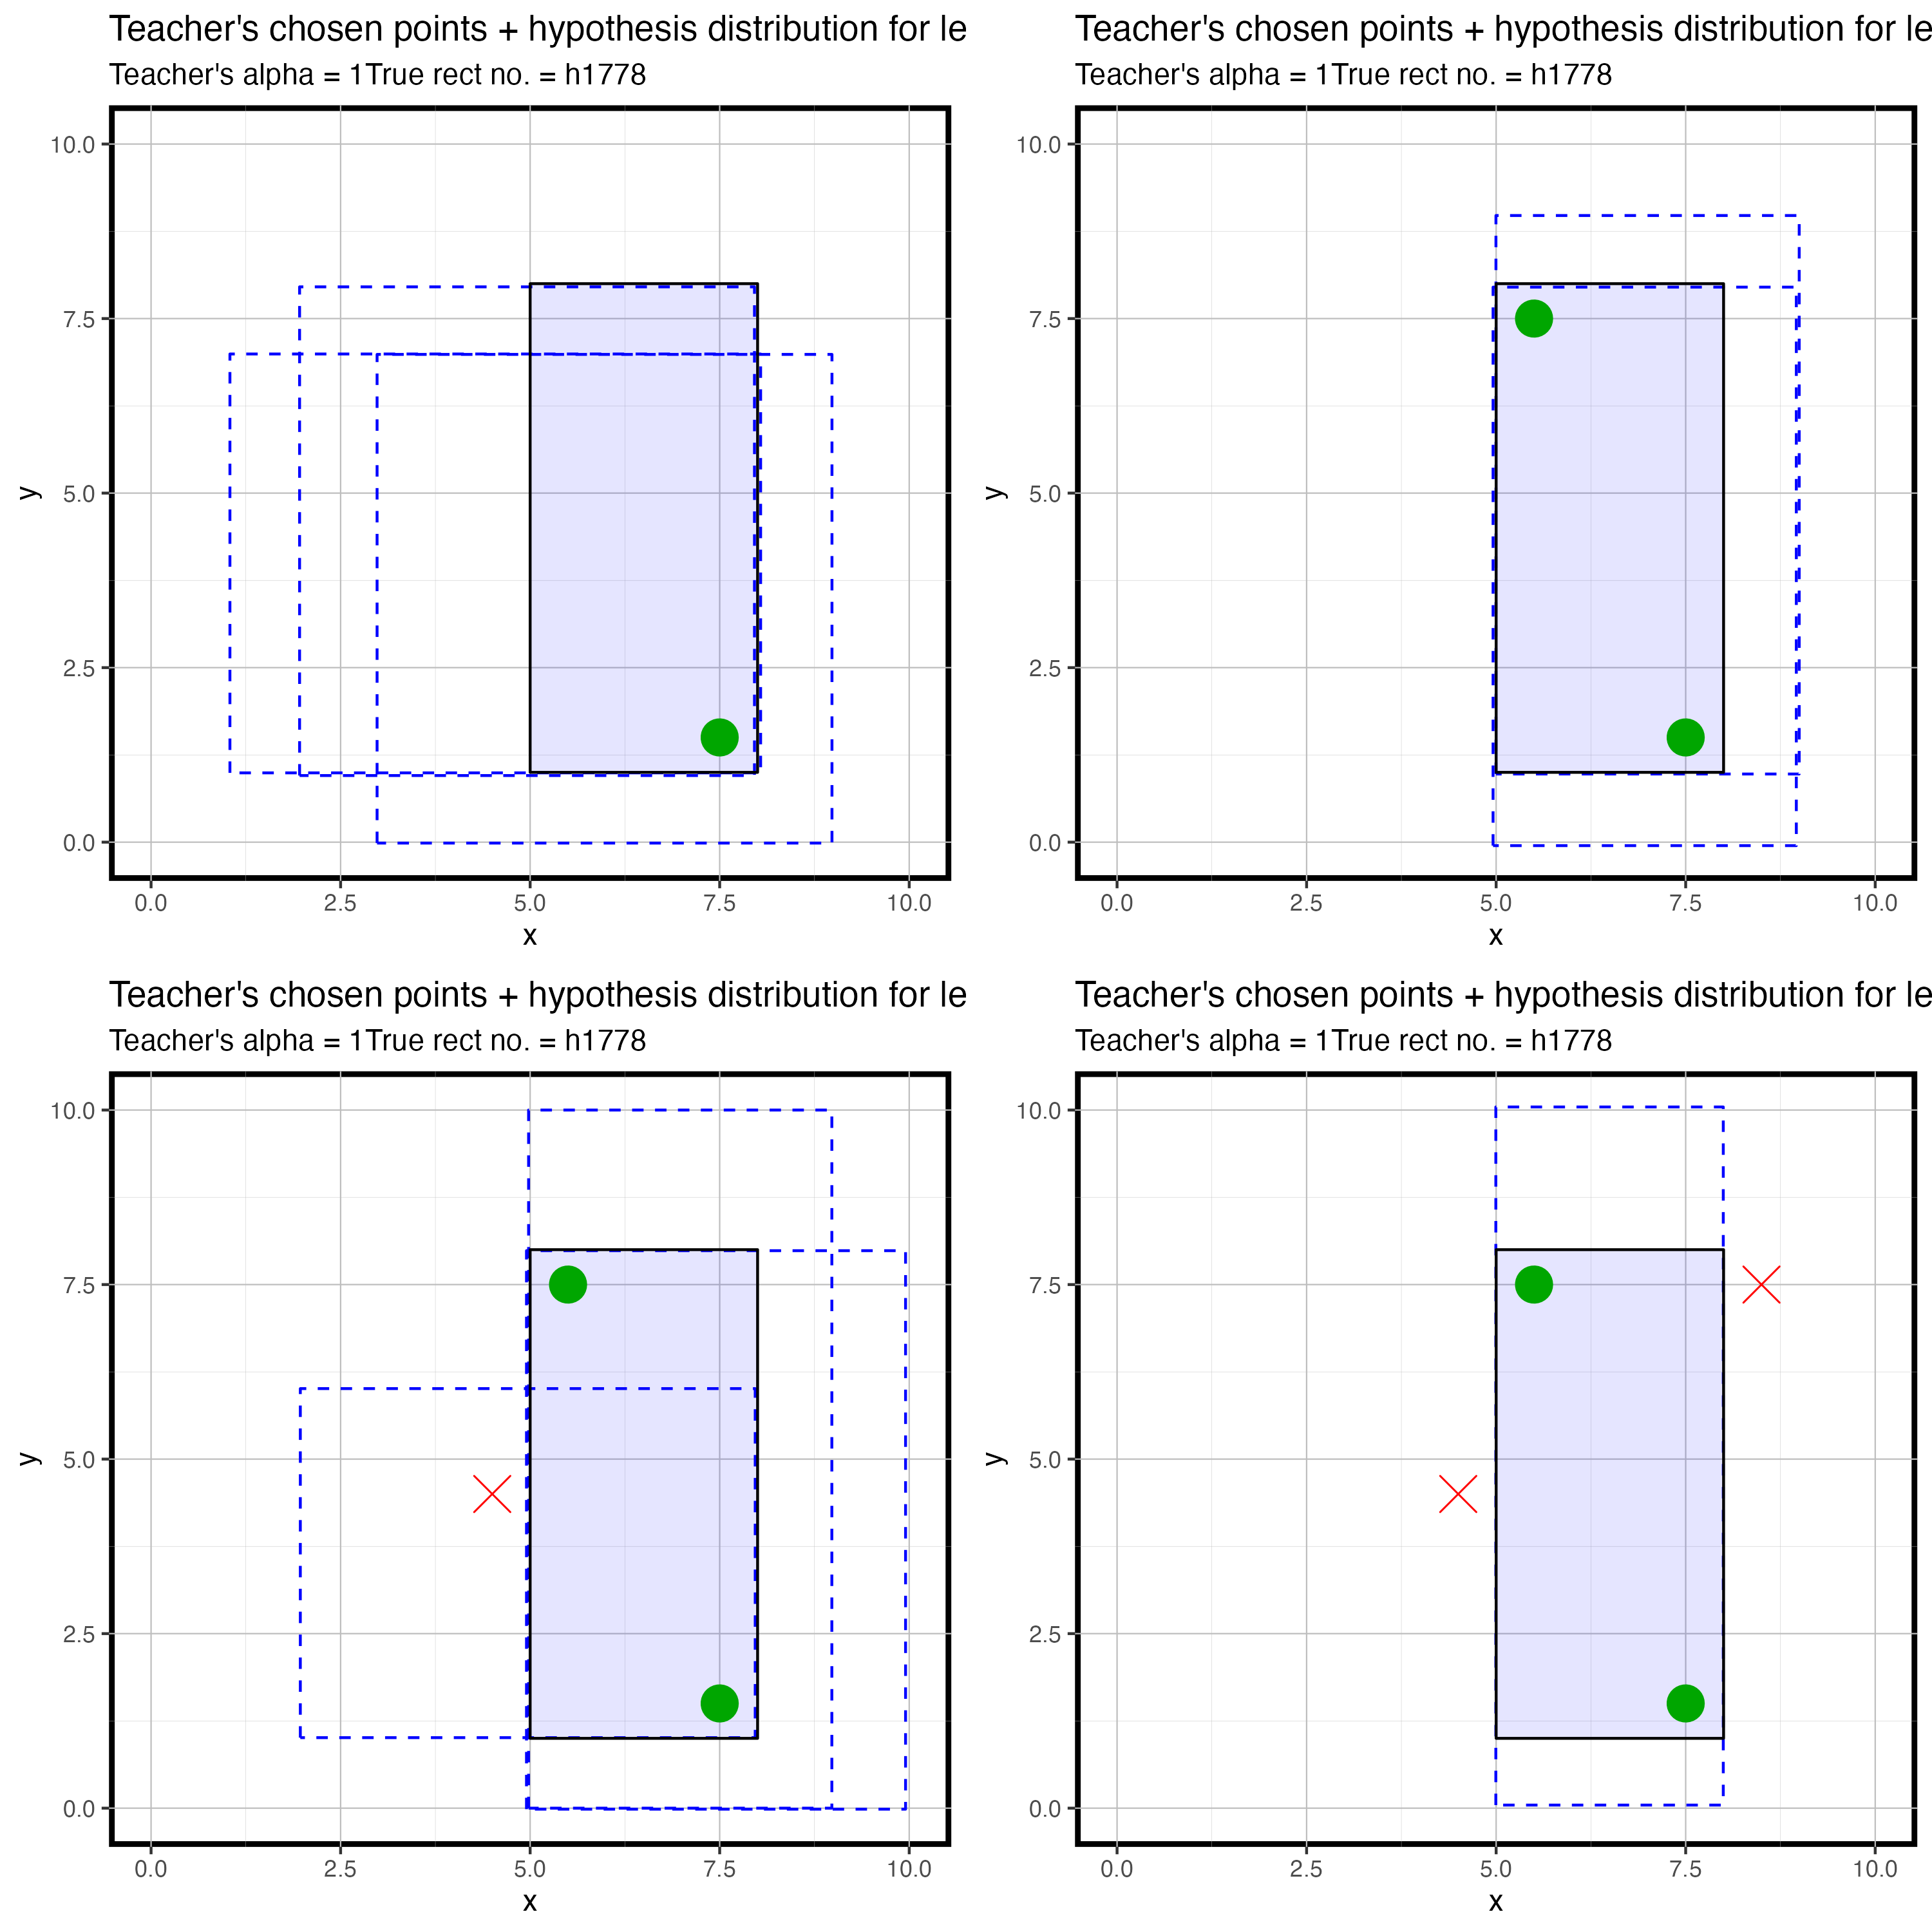 Teacher's chosen points + hypothesis distribution for le
Teacher's alpha = 1True rect no. = h1778
10.0
7.5
5.0
2.5
0.0
y
0.0 2.5 5.0 7.5 10.0
x
Teacher's chosen points + hypothesis distribution for le
Teacher's alpha = 1True rect no. = h1778
10.0
7.5
5.0
2.5
0.0
y
0.0 2.5 5.0 7.5 10.0
x
Teacher's chosen points + hypothesis distribution for le
Teacher's alpha = 1True rect no. = h1778
10.0
7.5
5.0
2.5
0.0
y
0.0 2.5 5.0 7.5 10.0
x
Teacher's chosen points + hypothesis distribution for le
Teacher's alpha = 1True rect no. = h1778
10.0
7.5
5.0
2.5
0.0
y
0.0 2.5 5.0 7.5 10.0
x